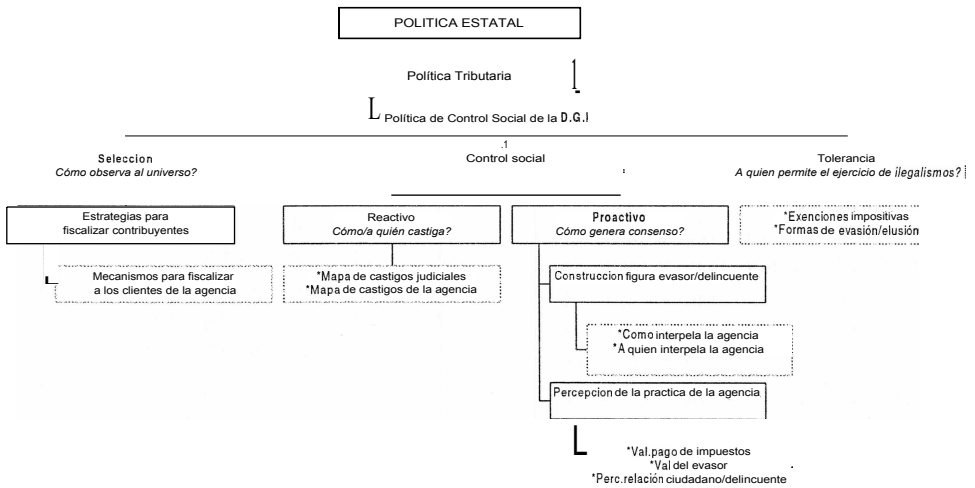 POLITICA ESTATAL
Política Tributaria
Política de Control Social de la D.G.I
Seleccion
Cómo observa al universo?
Control social
Tolerancia
A quien permite el ejercicio de ilegalismos?
Estrategias para
fiscalizar contribuyentes
Mecanismos para fiscalizar
a los clientes de la agencia
Reactivo
Cómo/a quién castiga?
*Mapa de castigos judiciales
*Mapa de castigos de la agencia
Proactivo
Cómo genera consenso?
Construccion figura evasor/delincuente
*Como interpela la agencia
*A quien interpela la agencia
Percepcion de la practica de la agencia
*Val.pago de impuestos
*Val del evasor
*Perc.relación ciudadano/delincuente
*Exenciones impositivas
*Formas de evasión/elusión